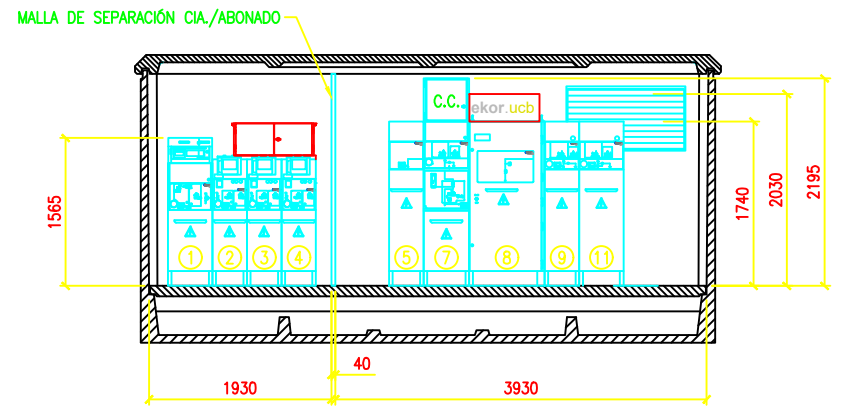 MALLA DE SEPARACIÓN CIA./ABONADO
C.C.
ekor.ucb
1565
1 2 3 4 5 7 8 9 11
1740
2030
2195
40
1930
3930